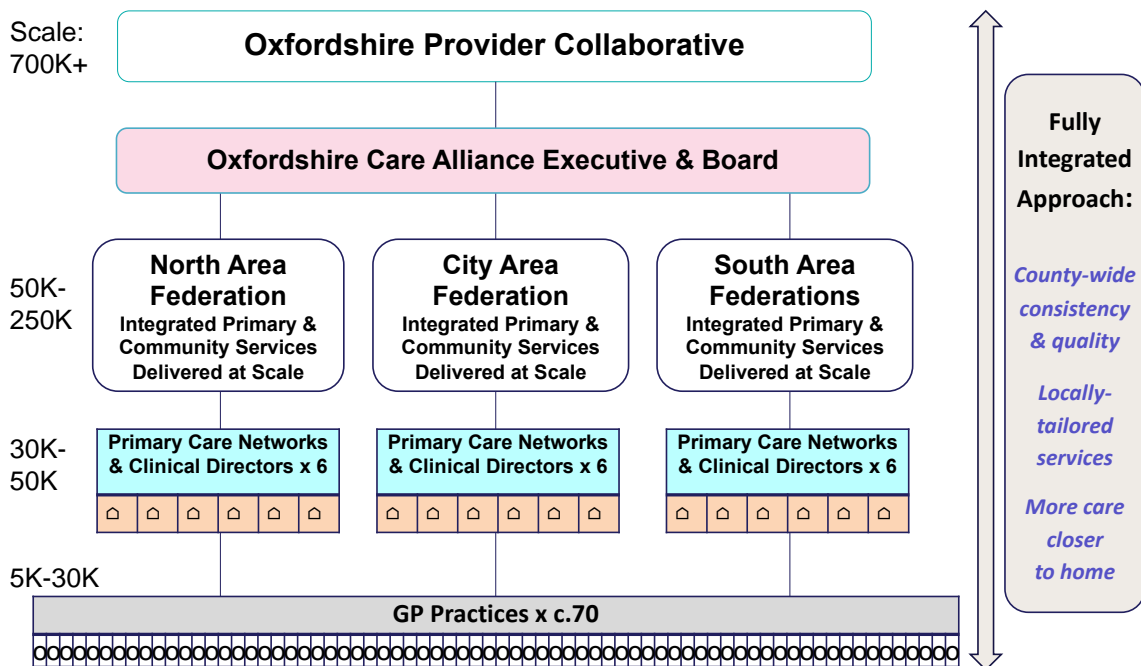 Scale:
700K+
Oxfordshire Provider Collaborative
Oxfordshire Care Alliance Executive & Board
50K-
250K
North Area
Federation
Integrated Primary &
Community Services
Delivered at Scale
City Area
Federation
Integrated Primary &
Community Services
Delivered at Scale
South Area
Federations
Integrated Primary &
Community Services
Delivered at Scale
30K-
50K
Primary Care Networks
& Clinical Directors x 6
Primary Care Networks
& Clinical Directors x 6
Primary Care Networks
& Clinical Directors x 6
5K-30K
GP Practices x c.70
Fully
Integrated
Approach:
County-wide
consistency
& quality
Locally-
tailored
services
More care
closer
to home